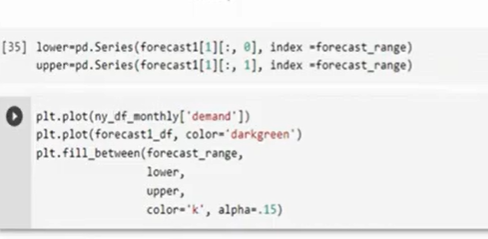 [35] lower=pd.Series(forecast1[1][:, 0], index =forecast_range)
upper=pd.Series(forecast1[1][:, 1], index =forecast_range)
plt.plot(ny_df_monthly['demand'])
plt.plot(forecast1_df, color='darkgreen')
plt.fill_between(forecast_range,
lower,
upper,
color='k', alpha=.15)